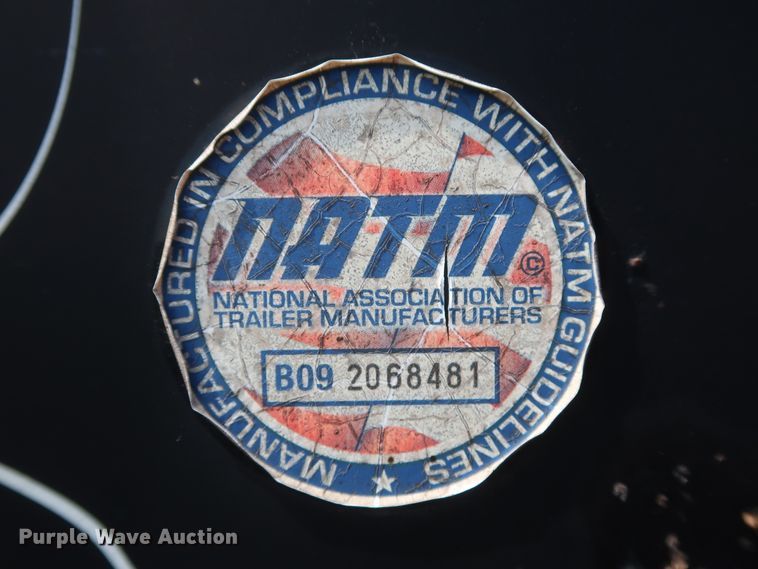 MANUFACTURED IN COMPLIANCE WITH NATM GUIDELINES
NATM ©
NATIONAL ASSOCIATION OF
TRAILER MANUFACTURERS
B09 2068481
Purple Wave Auction